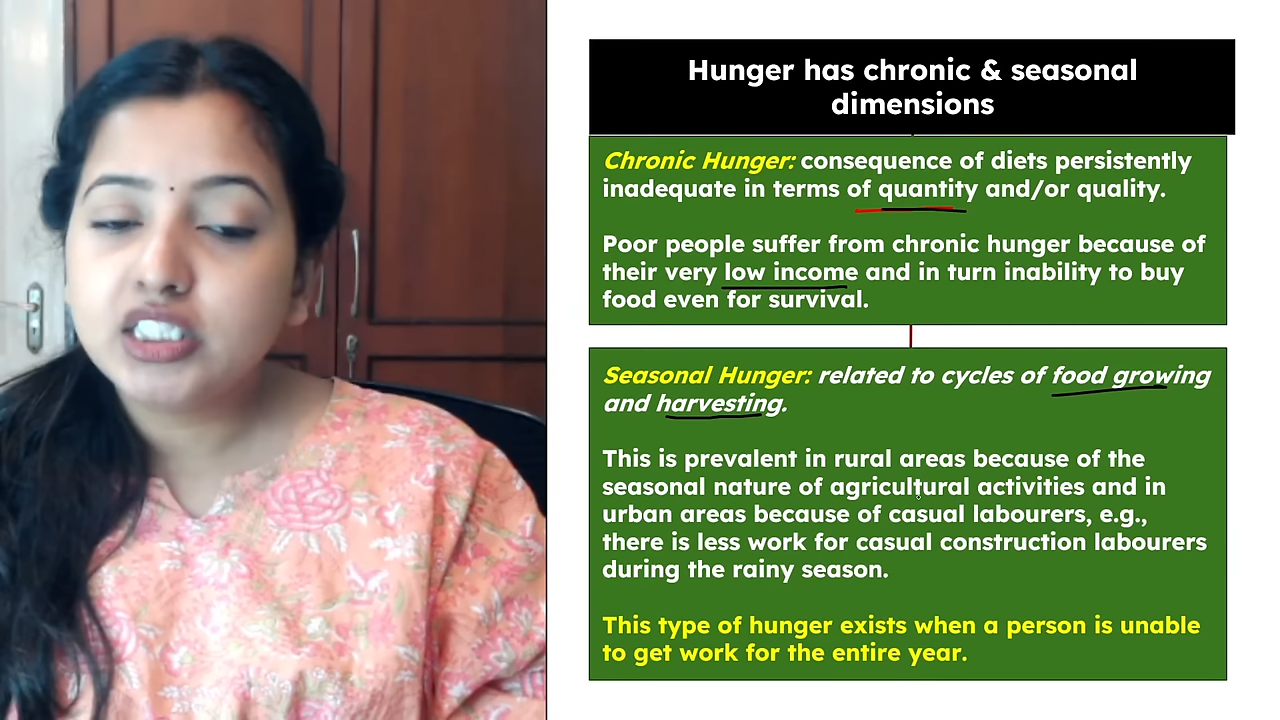 Hunger has chronic & seasonal
dimensions
Chronic Hunger: consequence of diets persistently
inadequate in terms of quantity and/or quality.
Poor people suffer from chronic hunger because of
their very low income and in turn inability to buy
food even for survival.
Seasonal Hunger: related to cycles of food growing
and harvesting.
This is prevalent in rural areas because of the
seasonal nature of agricultural activities and in
urban areas because of casual labourers, e.g.,
there is less work for casual construction labourers
during the rainy season.
This type of hunger exists when a person is unable
to get work for the entire year.